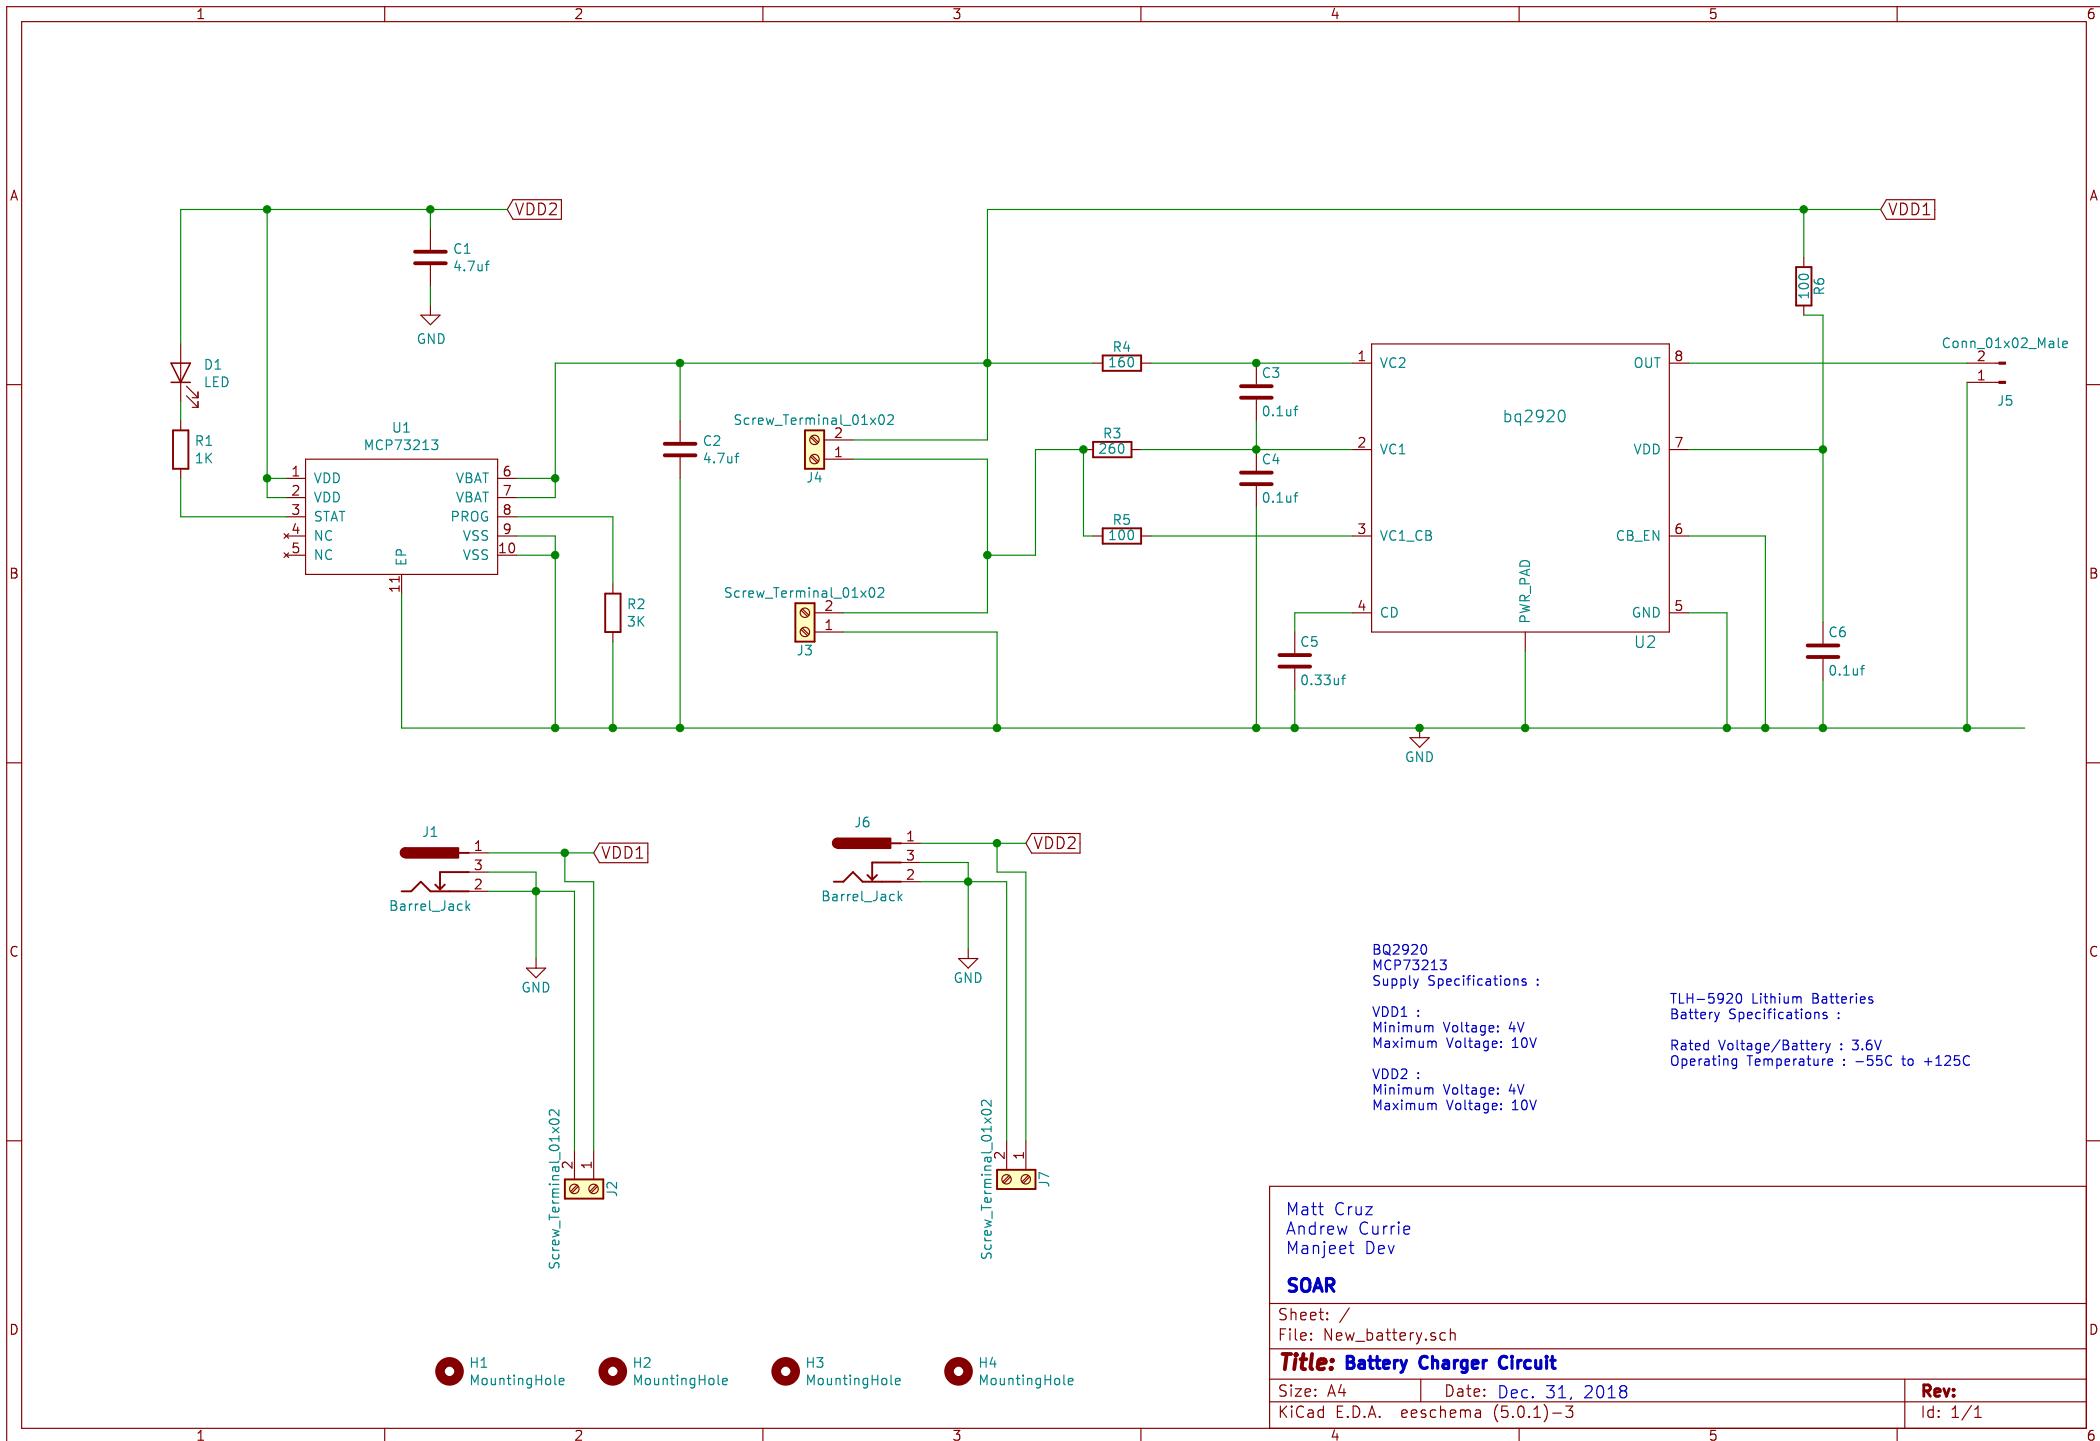 1 2 3 4 5 6
A A
VDD2
VDD1
C1
4.7uf
GND
100
R6
D1
LED
R1
1K
U1
MCP73213
1 VDD
2 VDD
3 STAT
4 NC
5 NC
VBAT 6
VBAT 7
PROG 8
VSS 9
VSS 10
EP
11
R2
3K
C2
4.7uf
Screw_Terminal_01x02
2
1
J4
Screw_Terminal_01x02
2
1
J3
R4
160
R3
260
R5
100
C3
0.1uf
C4
0.1uf
C5
0.33uf
bq2920
1 VC2
2 VC1
3 VC1_CB
4 CD
OUT 8
VDD 7
CB_EN 6
GND 5
PWR_PAD
U2
Conn_01x02_Male
2
1
J5
C6
0.1uf
GND
B B
J1
1
3
2
Barrel_Jack
VDD1
GND
Screw_Terminal_01x02
2 1
J2
J6
1
3
2
Barrel_Jack
VDD2
GND
Screw_Terminal_01x02
2 1
J7
C C
BQ2920
MCP73213
Supply Specifications :
VDD1 :
Minimum Voltage: 4V
Maximum Voltage: 10V
VDD2 :
Minimum Voltage: 4V
Maximum Voltage: 10V
TLH-5920 Lithium Batteries
Battery Specifications :
Rated Voltage/Battery : 3.6V
Operating Temperature : -55C to +125C
H1
MountingHole
H2
MountingHole
H3
MountingHole
H4
MountingHole
D D
Matt Cruz
Andrew Currie
Manjeet Dev
SOAR
Sheet: /
File: New_battery.sch
Title: Battery Charger Circuit
Size: A4 Date: Dec. 31, 2018 Rev:
KiCad E.D.A. eeschema (5.0.1)-3 Id: 1/1
1 2 3 4 5 6